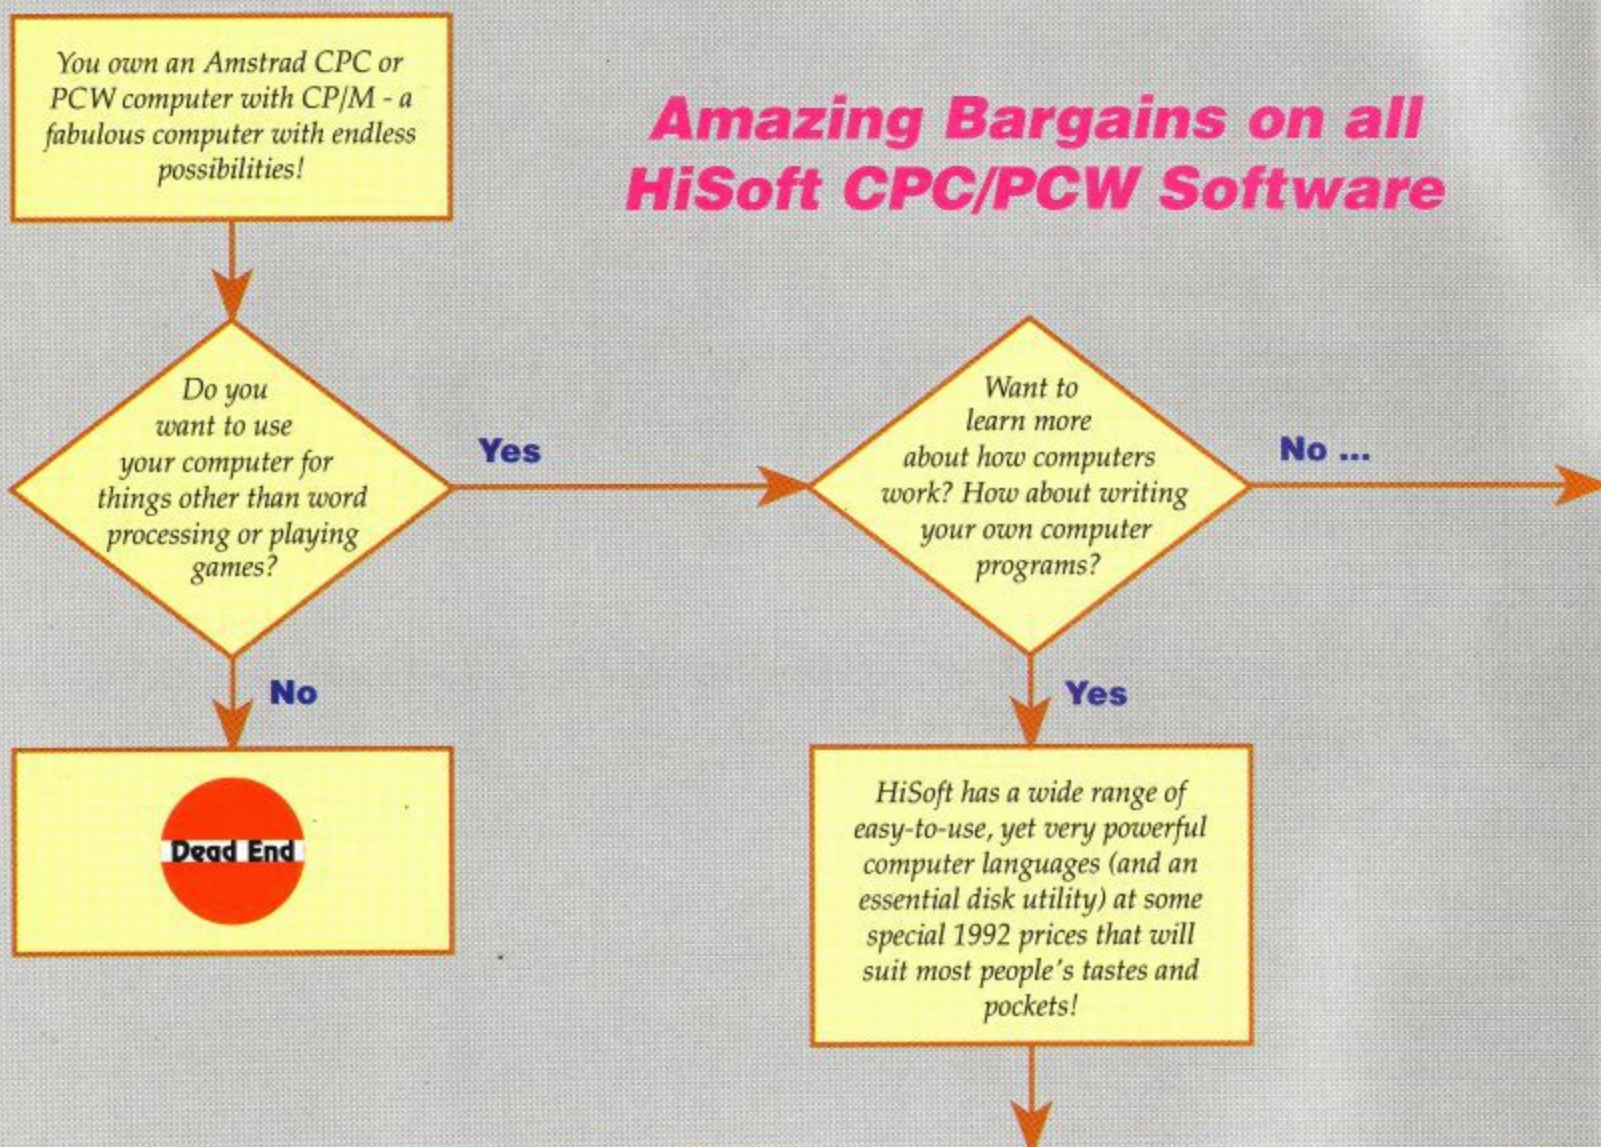 You own an Amstrad CPC or
PCW computer with CP/M - a
fabulous computer with endless
possibilities!
Amazing Bargains on all
HiSoft CPC/PCW Software
Do you
want to use
your computer for
things other than word
processing or playing
games?
Yes
Want to
learn more
about how computers
work? How about writing
your own computer
programs?
No ...
No
Yes
Dead End
HiSoft has a wide range of
easy-to-use, yet very powerful
computer languages (and an
essential disk utility) at some
special 1992 prices that will
suit most people's tastes and
pockets!